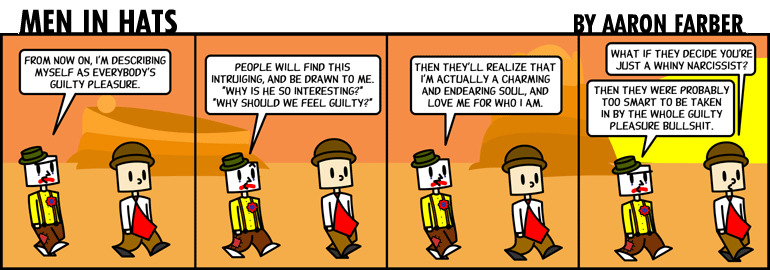 MEN IN HATS
BY AARON FARBER
FROM NOW ON, I'M DESCRIBING
MYSELF AS EVERYBODY'S
GUILTY PLEASURE.
PEOPLE WILL FIND THIS
INTRUIGING, AND BE DRAWN TO ME.
"WHY IS HE SO INTERESTING?"
"WHY SHOULD WE FEEL GUILTY?"
THEN THEY'LL REALIZE THAT
I'M ACTUALLY A CHARMING
AND ENDEARING SOUL, AND
LOVE ME FOR WHO I AM.
WHAT IF THEY DECIDE YOU'RE
JUST A WHINY NARCISSIST?
THEN THEY WERE PROBABLY
TOO SMART TO BE TAKEN
IN BY THE WHOLE GUILTY
PLEASURE BULLSHIT.